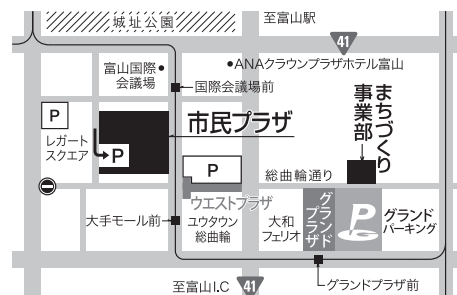 城址公園
至富山駅
41
富山国際
会議場
ANAクラウンプラザホテル富山
国際会議場前
P
レガート
スクエア
P
市民プラザ
まちづくり
事業部
P
総曲輪通り
ウエストプラザ
大手モール前
ユウタウン
総曲輪
大和
フェリオ
グランド
プラザ
P
グランド
パーキング
至富山I.C
41
グランドプラザ前